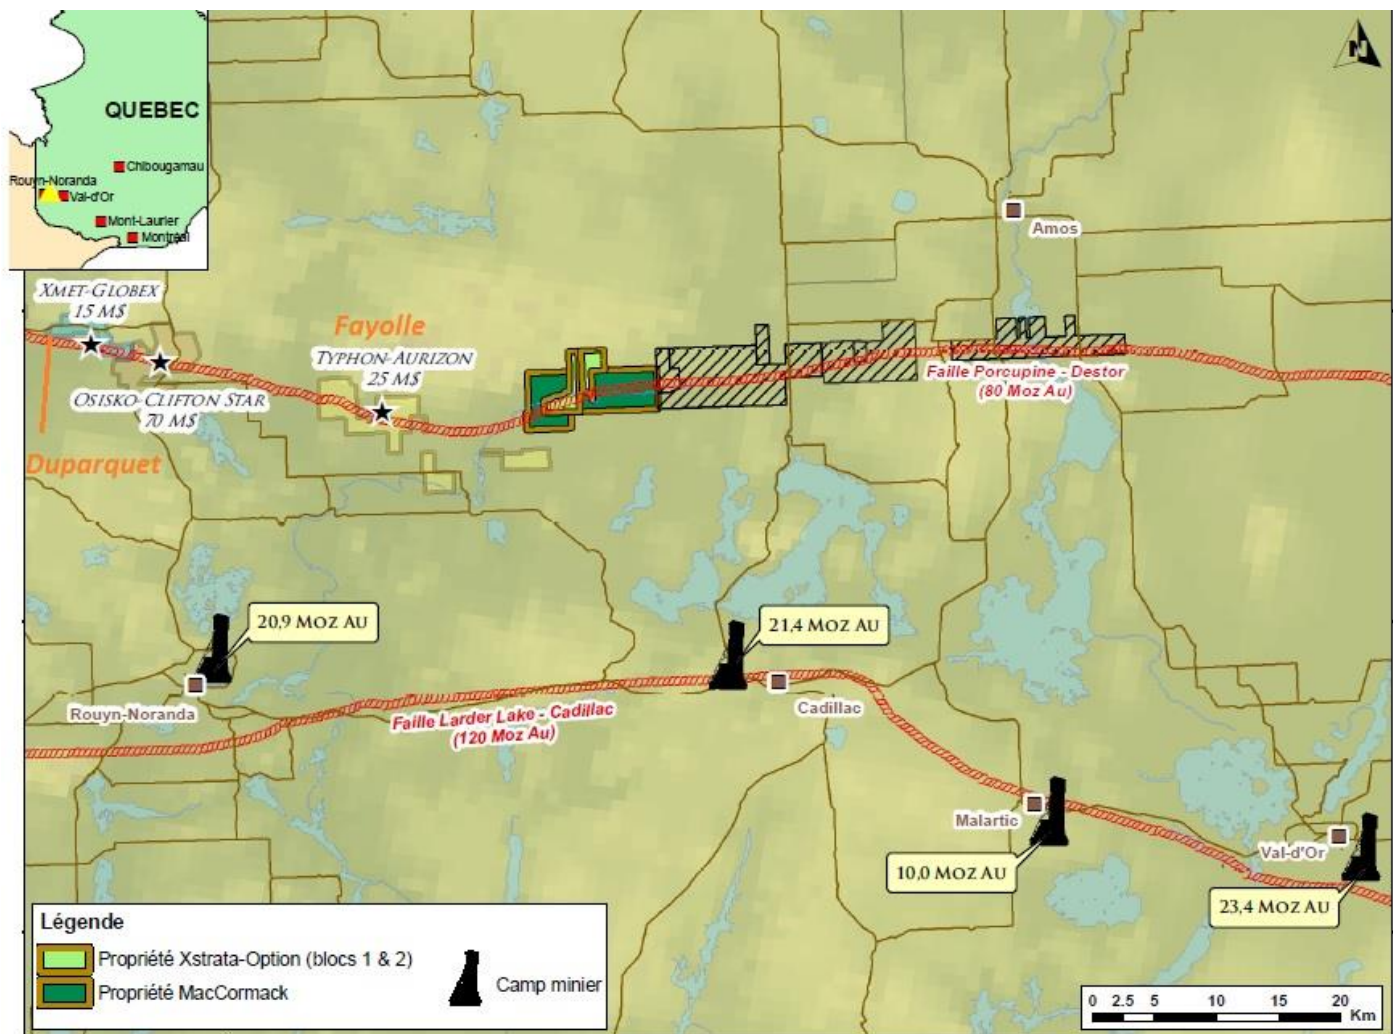 N
QUEBEC
Chibougamau
Rouyn-Noranda
Val-d'Or
Mont-Laurier
Montréal
Amos
XMET-GLOBEX
15 M$
Fayolle
TYPHON-AURIZON
25 M$
OSISKO-CLIFTON STAR
70 M$
Duparquet
Faille Porcupine - Destor
(80 Moz Au)
20,9 MOZ AU
21,4 MOZ AU
Rouyn-Noranda
Cadillac
Faille Larder Lake - Cadillac
(120 Moz Au)
Malartic
Val-d'Or
10,0 MOZ AU
23,4 MOZ AU
Légende
Propriété Xstrata-Option (blocs 1 & 2)
Propriété MacCormack
Camp minier
0 2.5 5 10 15 20
Km